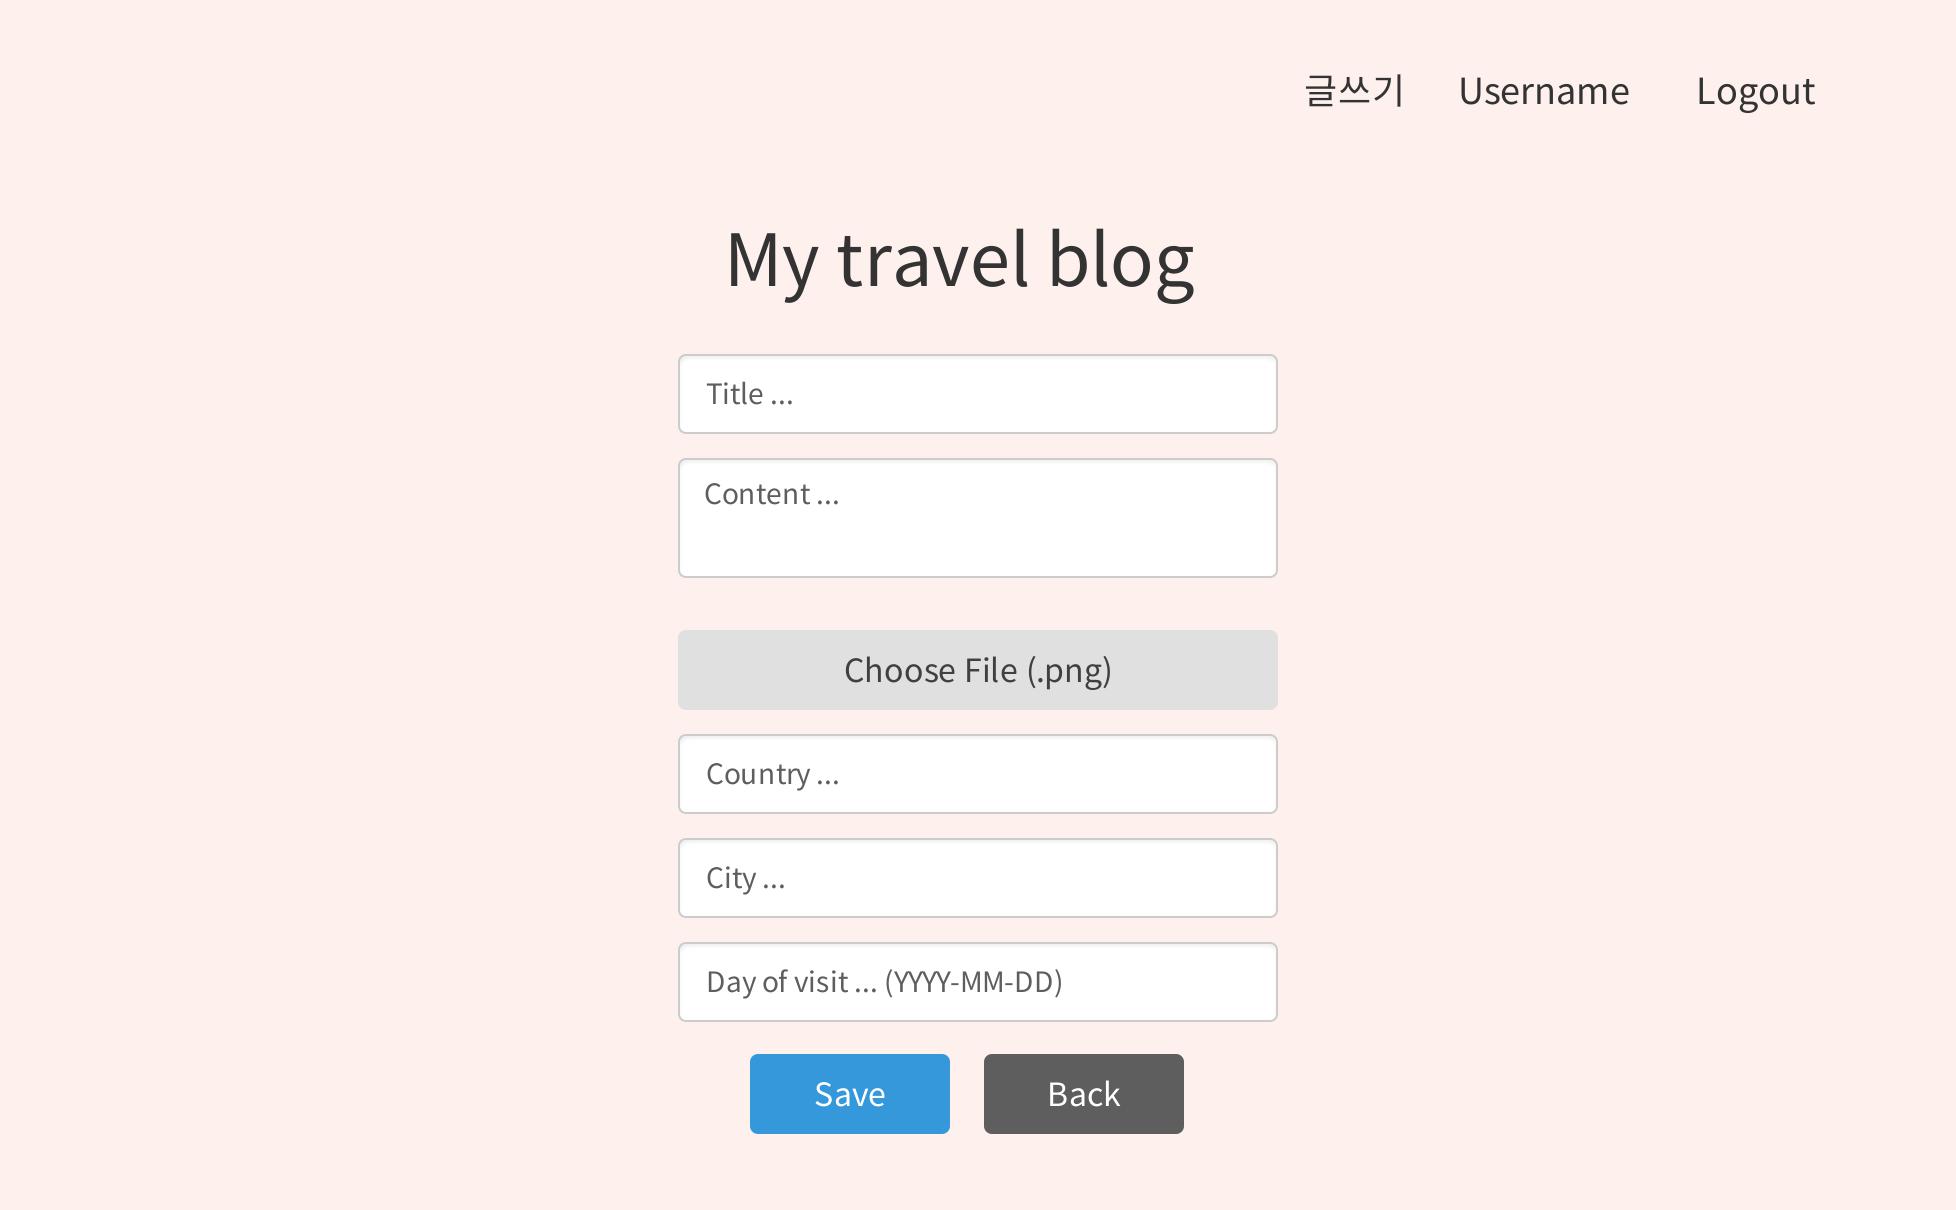 글쓰기 Username Logout
My travel blog
Title ...
Content ...
Choose File (.png)
Country ...
City ...
Day of visit ... (YYYY-MM-DD)
Save Back